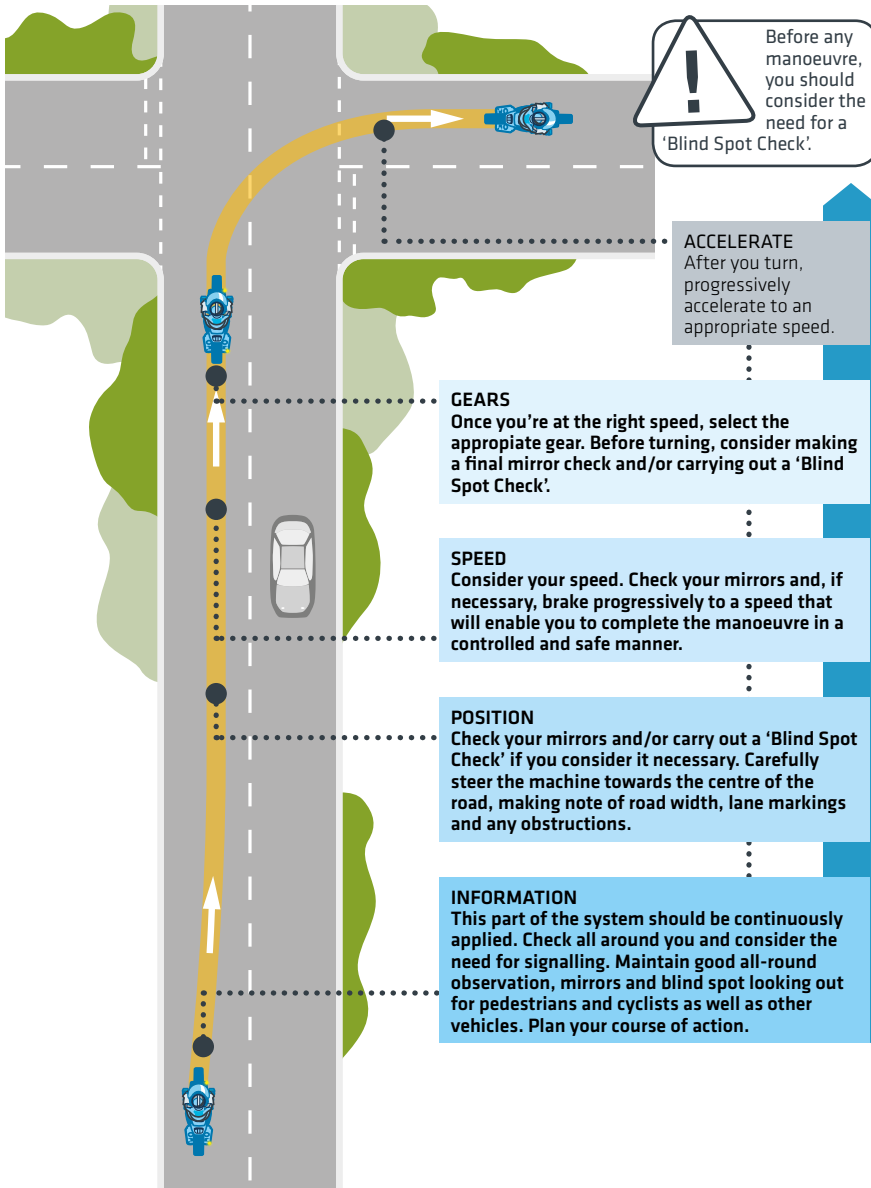 !
Before any
manoeuvre,
you should
consider the
need for a
‘Blind Spot Check’.
ACCELERATE
After you turn,
progressively
accelerate to an
appropriate speed.
GEARS
Once you’re at the right speed, select the
appropiate gear. Before turning, consider making
a final mirror check and/or carrying out a ‘Blind
Spot Check’.
SPEED
Consider your speed. Check your mirrors and, if
necessary, brake progressively to a speed that
will enable you to complete the manoeuvre in a
controlled and safe manner.
POSITION
Check your mirrors and/or carry out a ‘Blind Spot
Check’ if you consider it necessary. Carefully
steer the machine towards the centre of the
road, making note of road width, lane markings
and any obstructions.
INFORMATION
This part of the system should be continuously
applied. Check all around you and consider the
need for signalling. Maintain good all-round
observation, mirrors and blind spot looking out
for pedestrians and cyclists as well as other
vehicles. Plan your course of action.